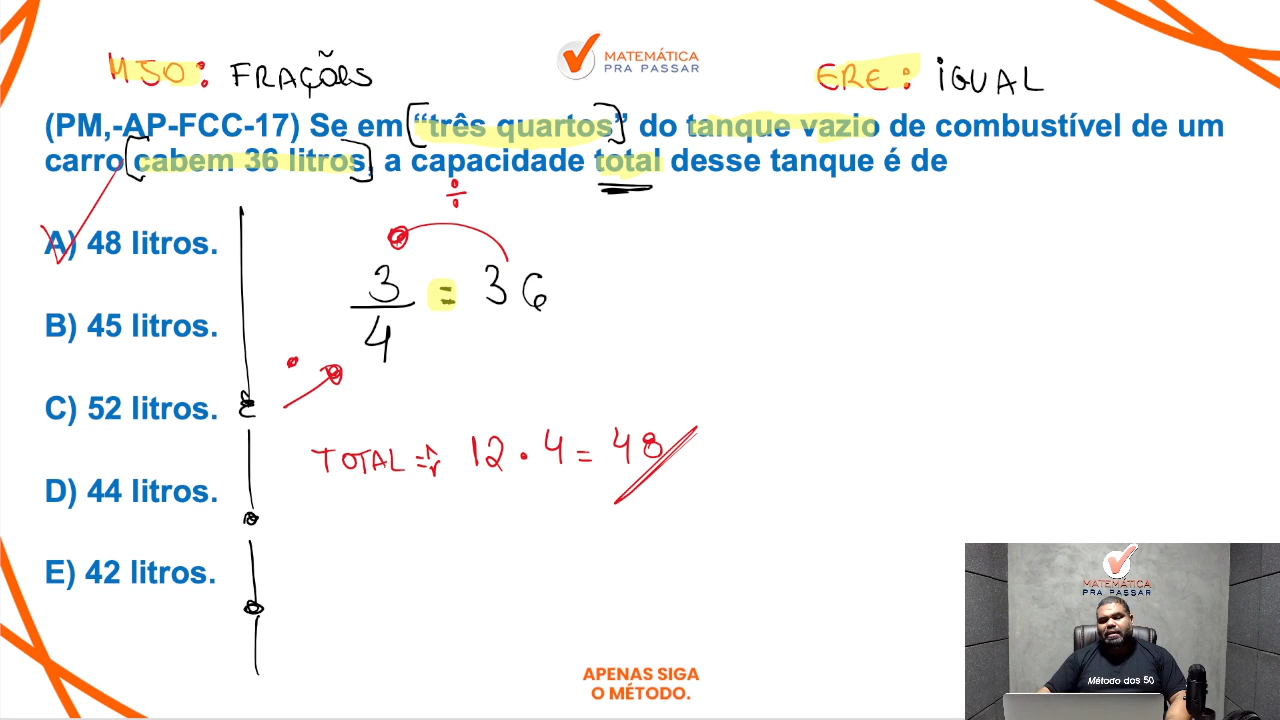 MJO: FRAÇÕES
MATEMÁTICA
PRA PASSAR
ERE: IGUAL
(PM,-AP-FCC-17) Se em “três quartos” do tanque vazio de combustível de um
carro cabem 36 litros, a capacidade total desse tanque é de
÷
A) 48 litros.
3/4 = 36
B) 45 litros.
C) 52 litros.
TOTAL = 12 . 4 = 48
D) 44 litros.
E) 42 litros.
MATEMÁTICA
PRA PASSAR
Método dos 50
APENAS SIGA
O MÉTODO.